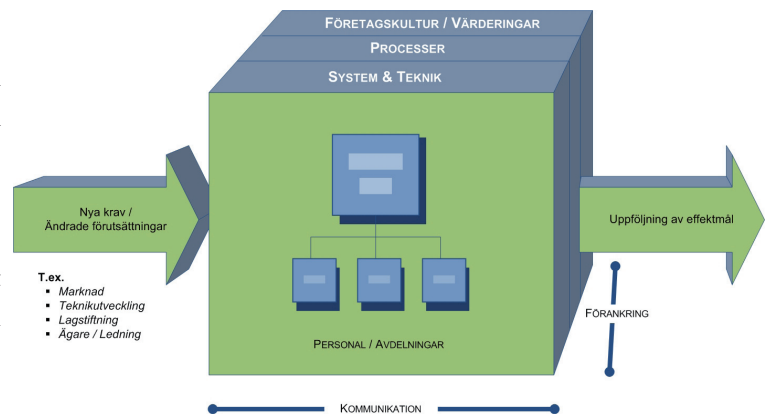 FÖRETAGSKULTUR / VÄRDERINGAR
PROCESSER
SYSTEM & TEKNIK
Nya krav /
Ändrade förutsättningar
Uppföljning av effektmål
T.ex.
▪ Marknad
▪ Teknikutveckling
▪ Lagstiftning
▪ Ägare / Ledning
FÖRANKRING
PERSONAL / AVDELNINGAR
KOMMUNIKATION